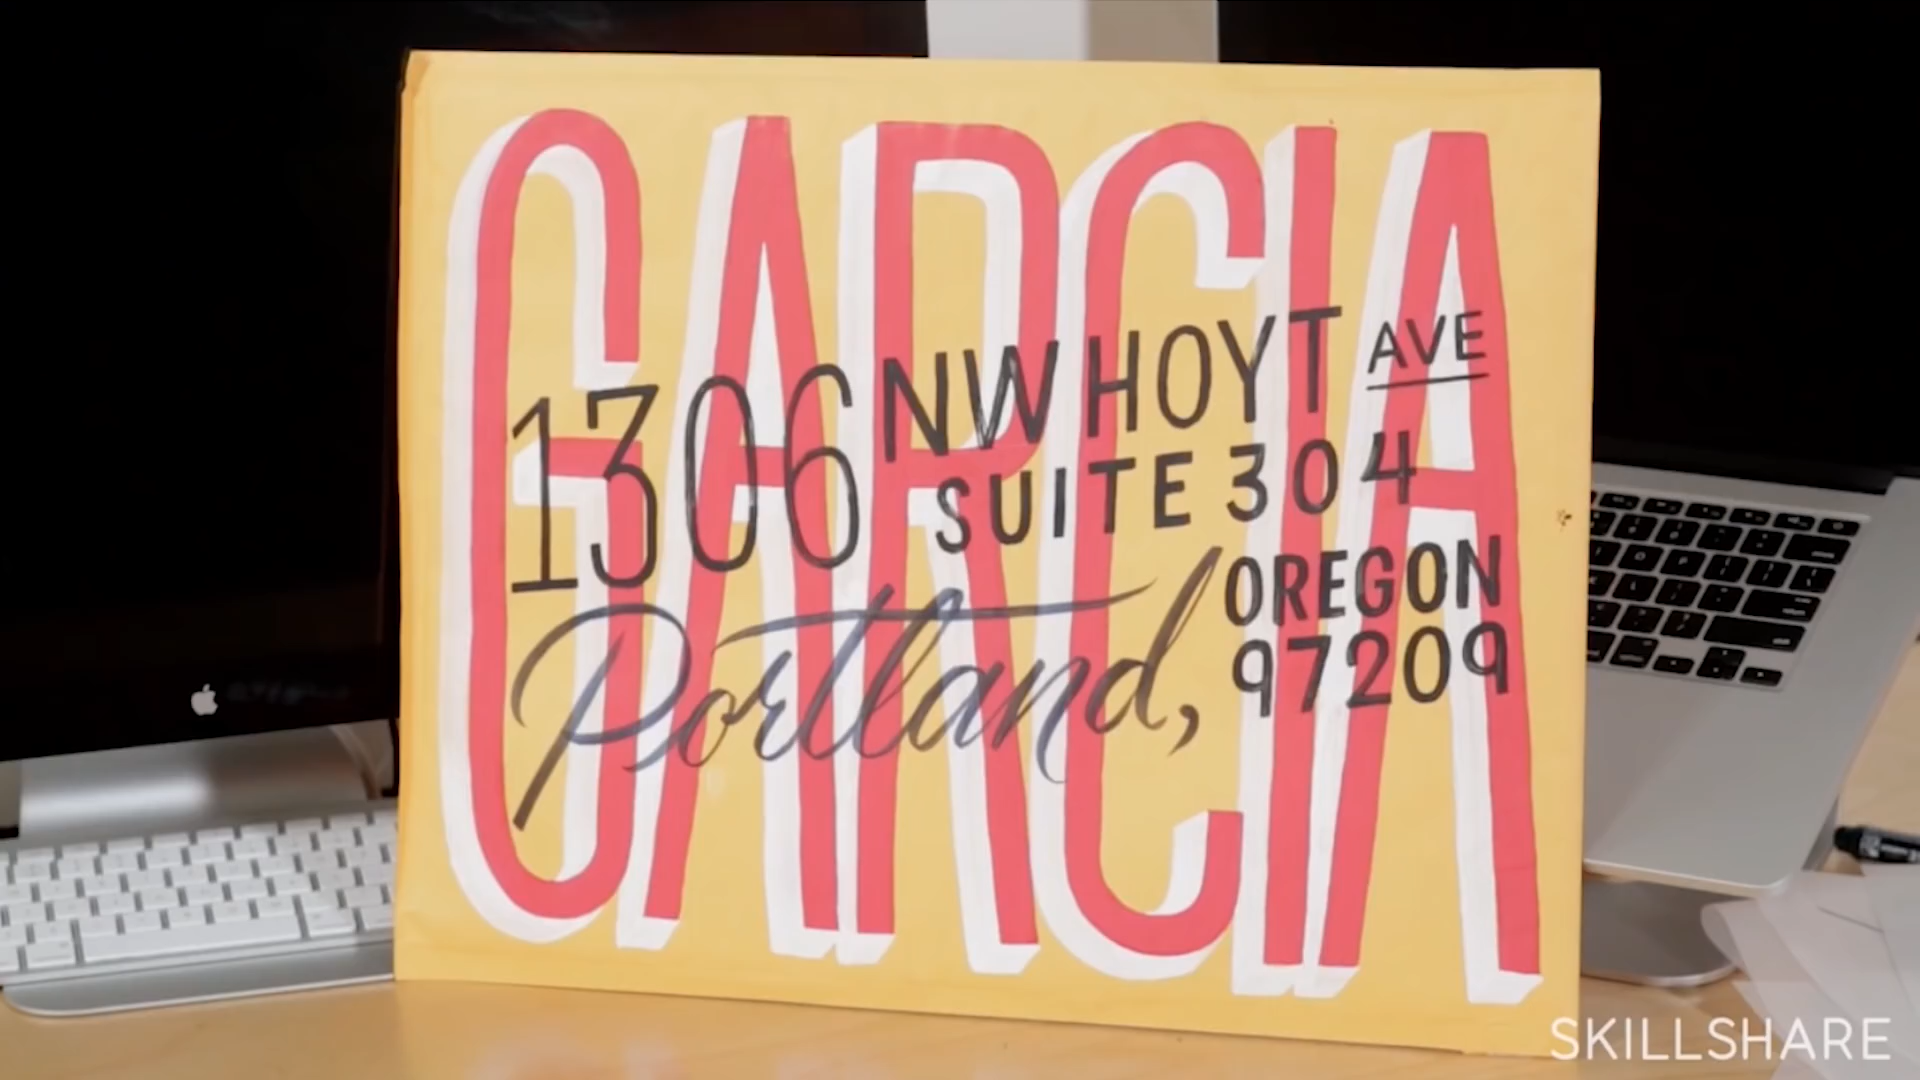 GARCIA
1306 NW HOYT AVE
SUITE 304
Portland, OREGON
97209
SKILLSHARE